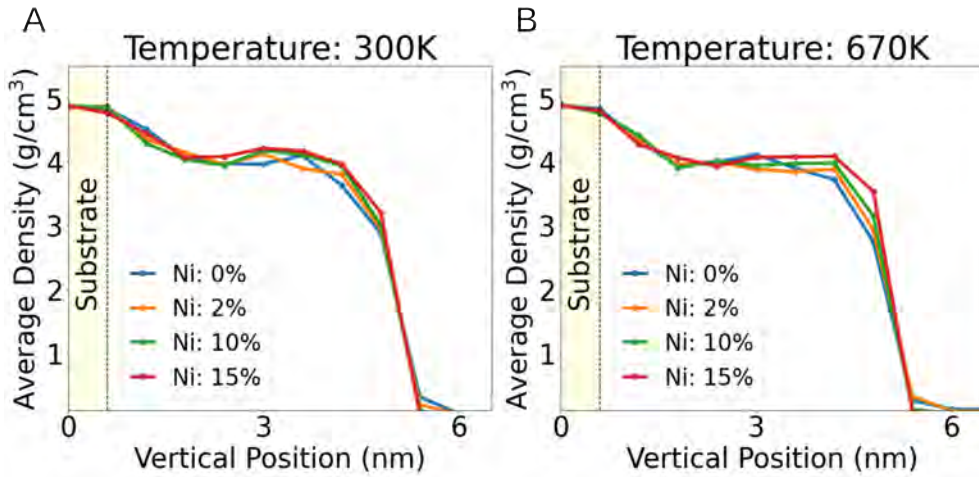 A
Temperature: 300K
Average Density (g/cm³)
5
4
3
2
1
Substrate
Ni: 0%
Ni: 2%
Ni: 10%
Ni: 15%
0
3
6
Vertical Position (nm)
B
Temperature: 670K
Average Density (g/cm³)
5
4
3
2
1
Substrate
Ni: 0%
Ni: 2%
Ni: 10%
Ni: 15%
0
3
6
Vertical Position (nm)